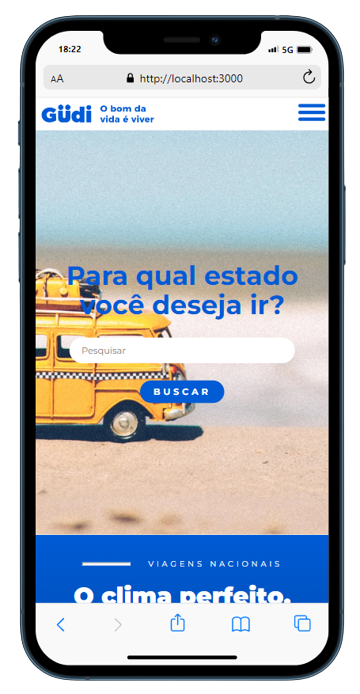 18:22 5G
AA http://localhost:3000
Güdi O bom da
vida é viver
Para qual estado
você deseja ir?
Pesquisar
BUSCAR
VIAGENS NACIONAIS
O clima perfeito.